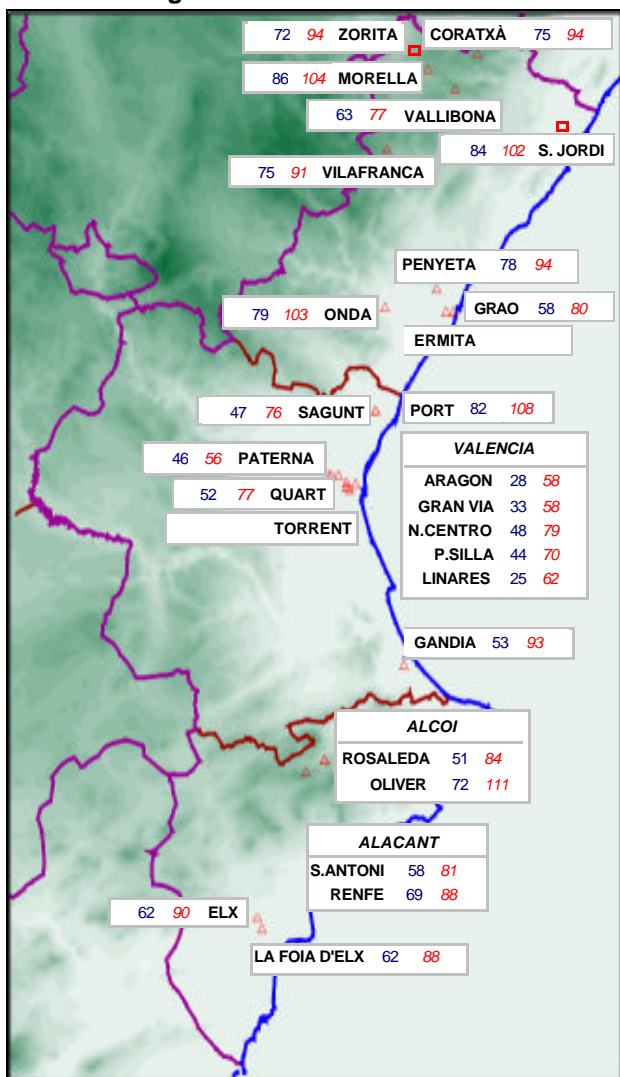 72 94 ZORITA
CORATXÀ 75 94
86 104 MORELLA
63 77 VALLIBONA
84 102 S. JORDI
75 91 VILAFRANCA
PENYETA 78 94
79 103 ONDA
GRAO 58 80
ERMITA
47 76 SAGUNT
PORT 82 108
46 56 PATERNA
52 77 QUART
TORRENT
VALENCIA
ARAGON 28 58
GRAN VIA 33 58
N.CENTRO 48 79
P.SILLA 44 70
LINARES 25 62
GANDIA 53 93
ALCOI
ROSALEDA 51 84
OLIVER 72 111
ALACANT
S.ANTONI 58 81
RENFE 69 88
62 90 ELX
LA FOIA D'ELX 62 88